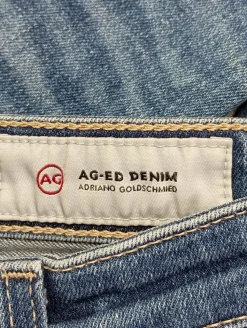 AG
AG-ED DENIM
ADRIANO GOLDSCHMIED